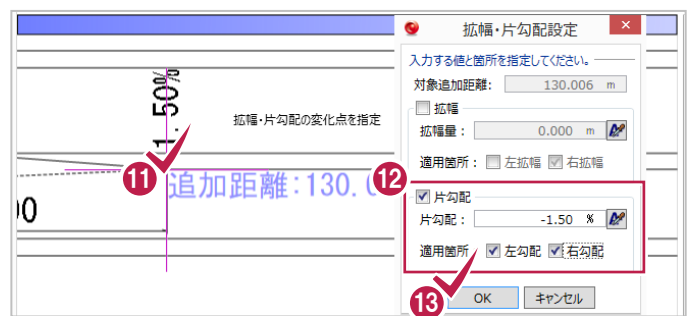 1.50%
拡幅・片勾配の変化点を指定
⑪
追加距離:130.0
00
拡幅・片勾配設定
×
入力する値と箇所を指定してください。
対象追加距離: 130.006 m
拡幅
拡幅量: 0.000 m
適用箇所: 左拡幅 右拡幅
⑫
片勾配
片勾配: -1.50 %
適用箇所 左勾配 右勾配
⑬
OK キャンセル